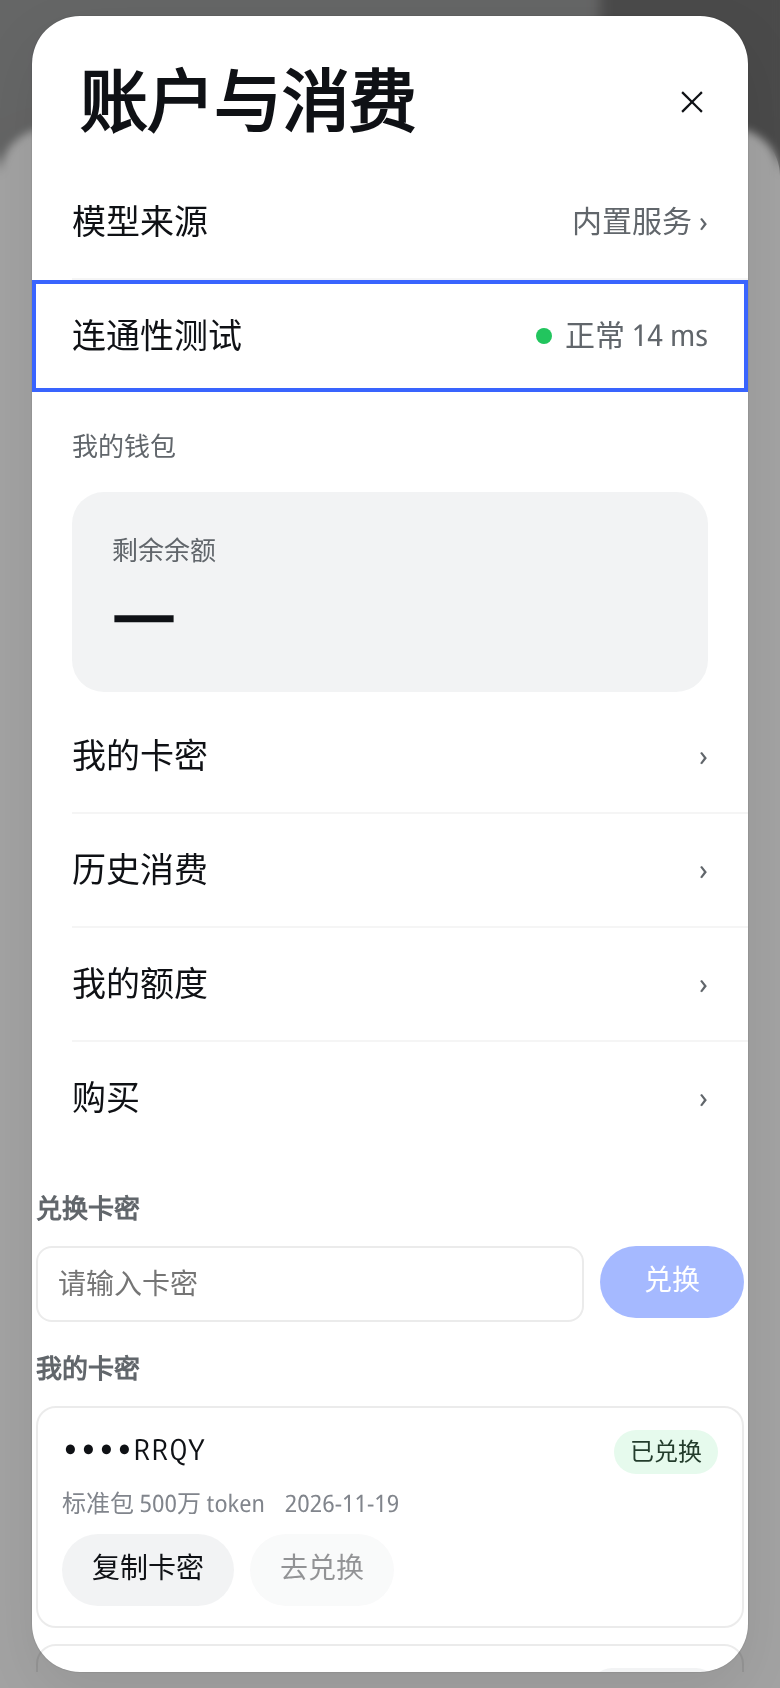 账户与消费
模型来源 内置服务 ›
连通性测试 正常 14 ms
我的钱包
剩余余额
—
我的卡密 ›
历史消费 ›
我的额度 ›
购买 ›
兑换卡密
请输入卡密 兑换
我的卡密
••••RRQY 已兑换
标准包 500万 token 2026-11-19
复制卡密 去兑换